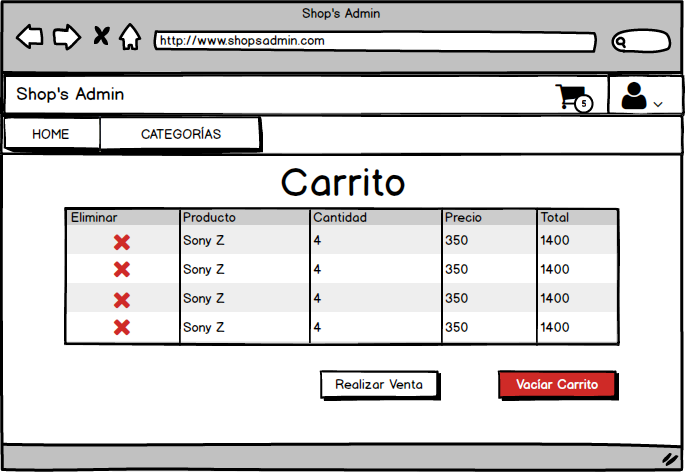 Shop's Admin
http://www.shopsadmin.com
Shop's Admin
5
HOME CATEGORÍAS
Carrito
Eliminar Producto Cantidad Precio Total
Sony Z 4 350 1400
Sony Z 4 350 1400
Sony Z 4 350 1400
Sony Z 4 350 1400
Realizar Venta Vacíar Carrito